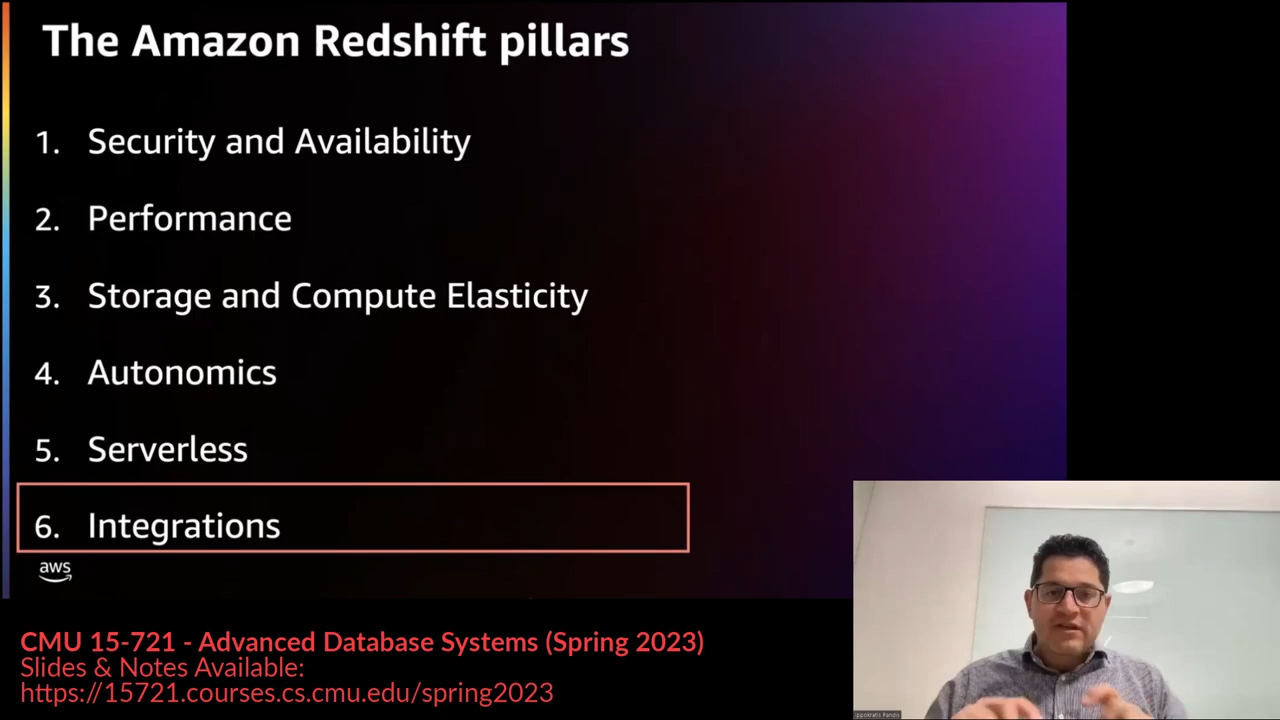 The Amazon Redshift pillars
1. Security and Availability
2. Performance
3. Storage and Compute Elasticity
4. Autonomics
5. Serverless
6. Integrations
aws
CMU 15-721 - Advanced Database Systems (Spring 2023)
Slides & Notes Available:
https://15721.courses.cs.cmu.edu/spring2023
Ippokratis Pandis